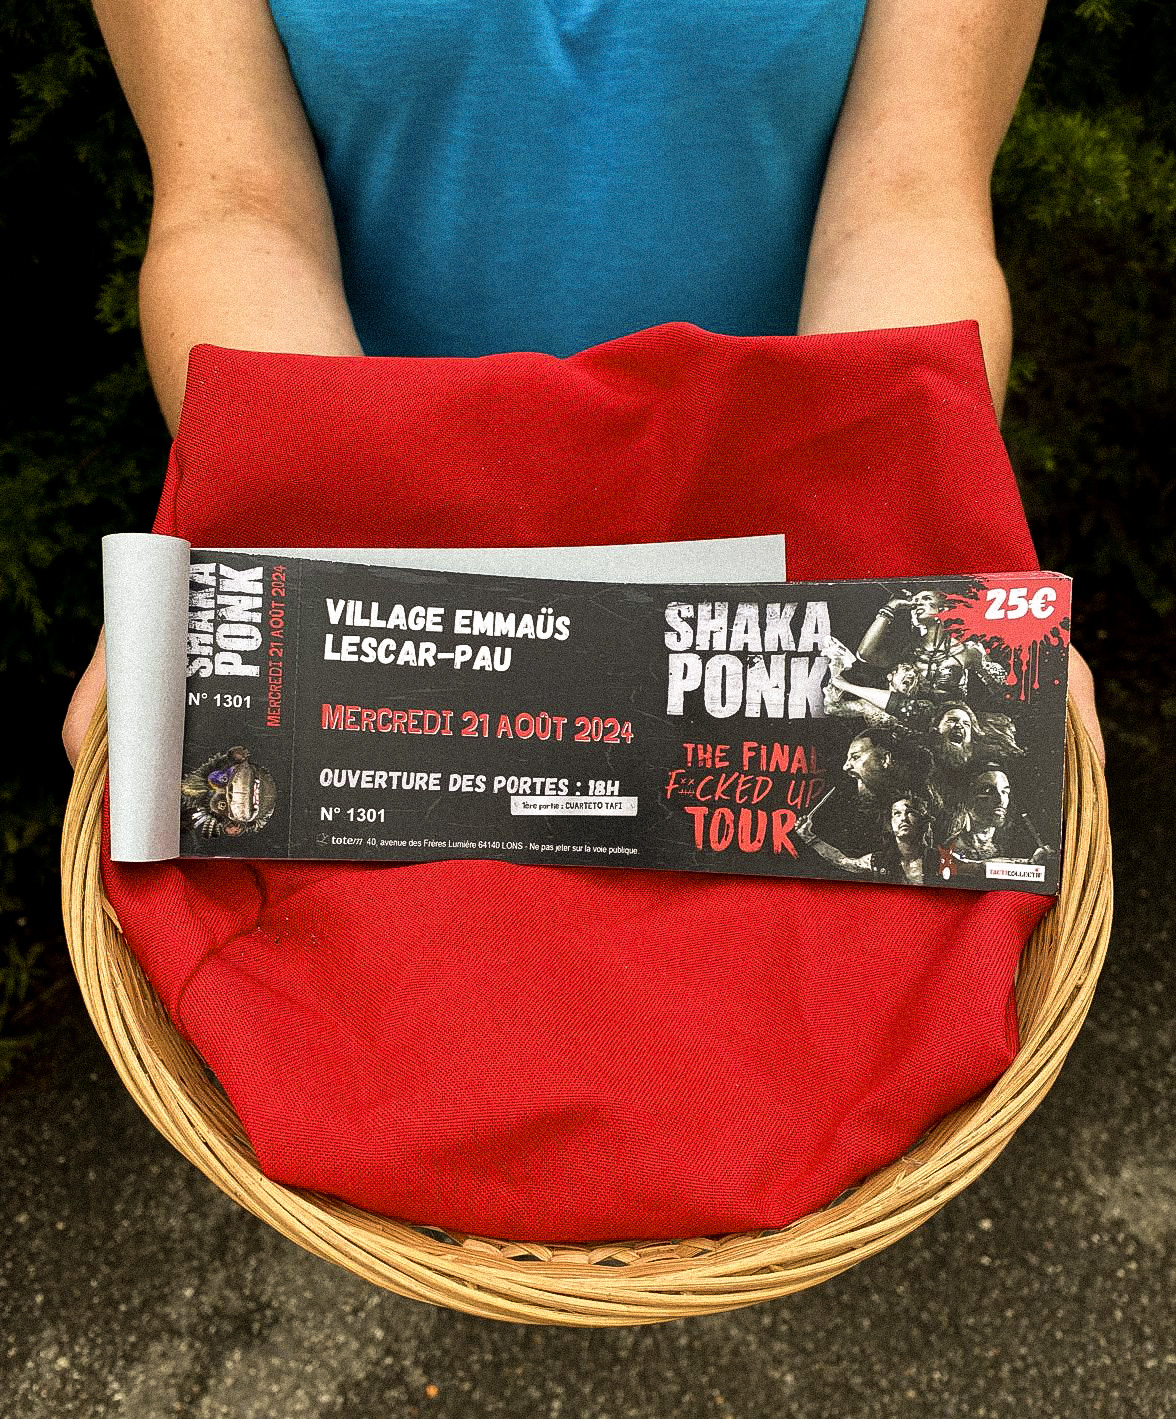 SHAKA
PONK
MERCREDI 21 AOÛT 2024
N° 1301
VILLAGE EMMAÜS
LESCAR-PAU
MERCREDI 21 AOÛT 2024
OUVERTURE DES PORTES : 18H
1ère partie : CUARTETO TAFI
N° 1301
totem 40, avenue des Frères Lumière 64140 LONS - Ne pas jeter sur la voie publique.
SHAKA
PONK
THE FINAL
F**CKED UP
TOUR
25€
TACTICOLLECTIF